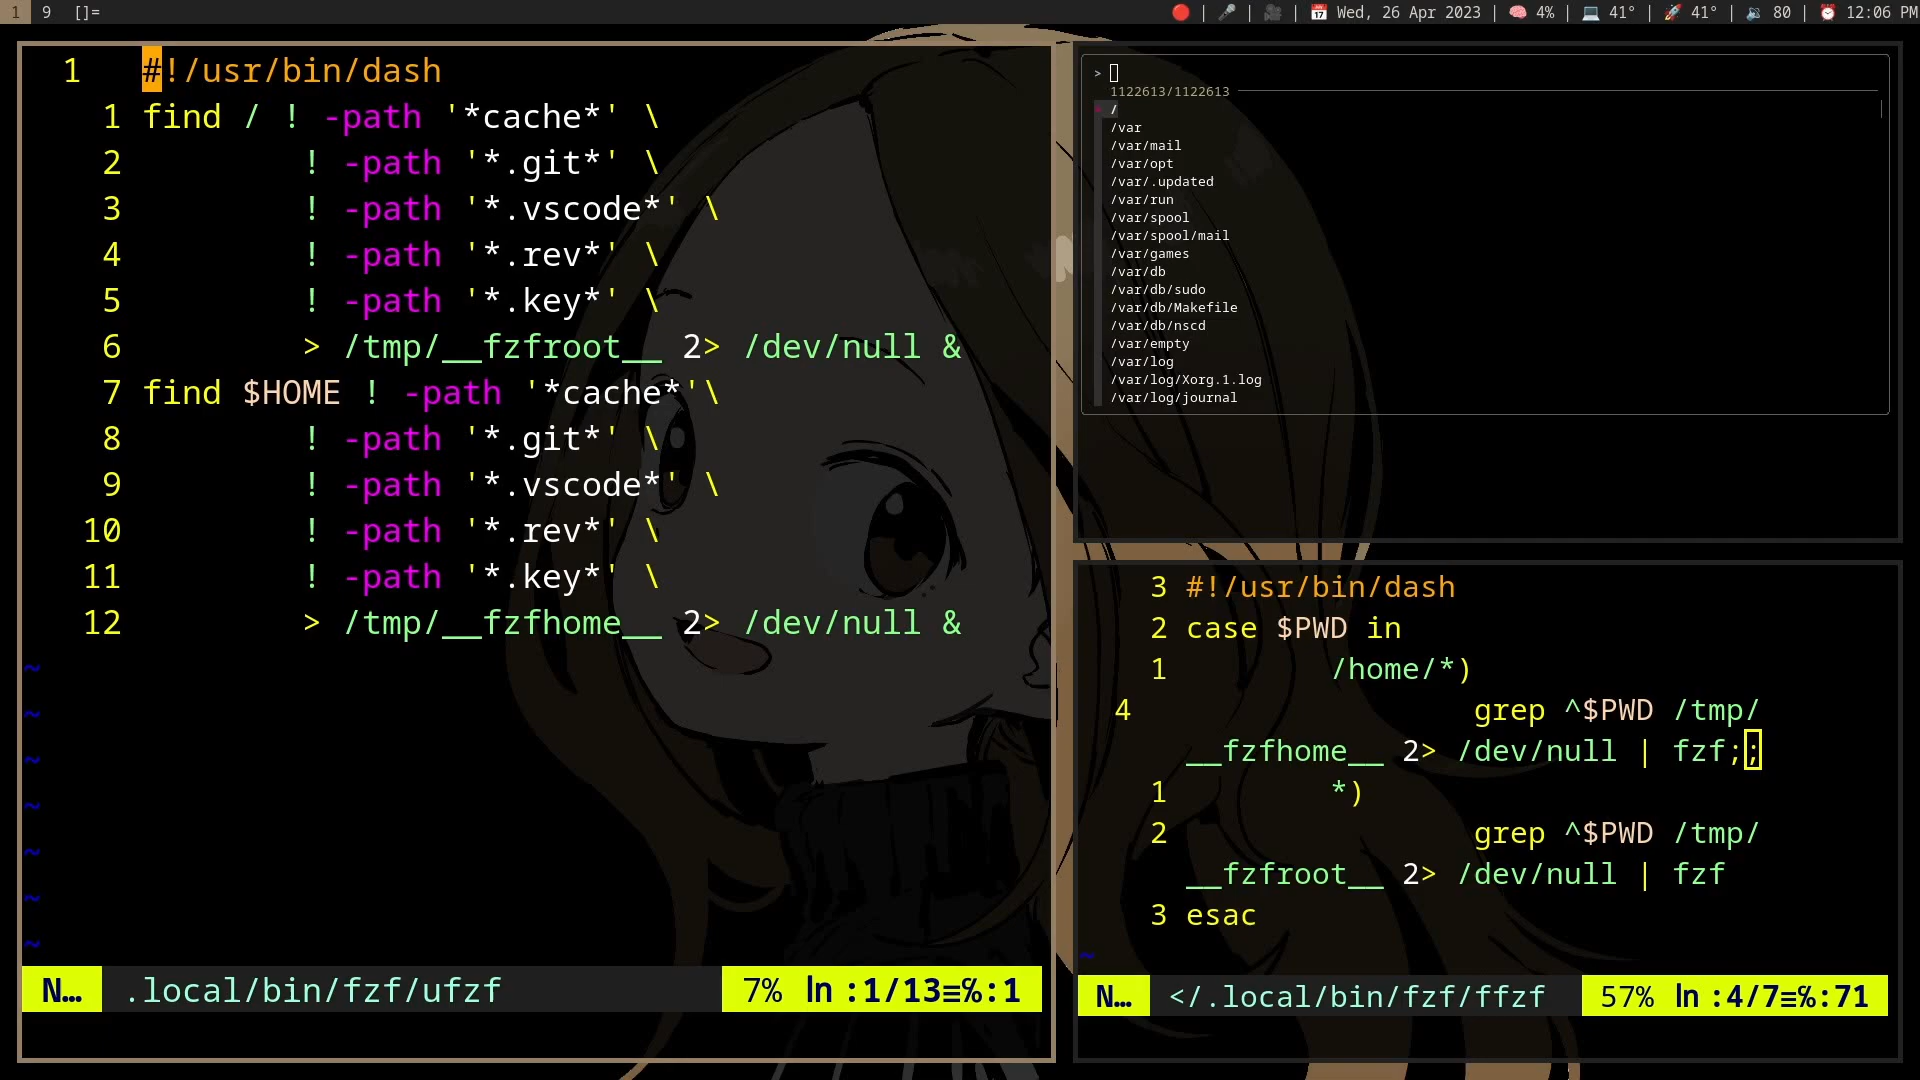 1 9 []= 🔴 | 🎤 | 🎥 | 📅 Wed, 26 Apr 2023 | 🧠 4% | 💻 41° | 🚀 41° | 🔉 80 | ⏰ 12:06 PM
1 #!/usr/bin/dash
1 find / ! -path '*cache*' \
2 ! -path '*.git*' \
3 ! -path '*.vscode*' \
4 ! -path '*.rev*' \
5 ! -path '*.key*' \
6 > /tmp/__fzfroot__ 2> /dev/null &
7 find $HOME ! -path '*cache*'\
8 ! -path '*.git*' \
9 ! -path '*.vscode*' \
10 ! -path '*.rev*' \
11 ! -path '*.key*' \
12 > /tmp/__fzfhome__ 2> /dev/null &
~
~
~
~
~
~
~
N… .local/bin/fzf/ufzf 7% ln :1/13≡℅:1
>
1122613/1122613
/
/var
/var/mail
/var/opt
/var/.updated
/var/run
/var/spool
/var/spool/mail
/var/games
/var/db
/var/db/sudo
/var/db/Makefile
/var/db/nscd
/var/empty
/var/log
/var/log/Xorg.1.log
/var/log/journal
3 #!/usr/bin/dash
2 case $PWD in
1 /home/*)
4 grep ^$PWD /tmp/
__fzfhome__ 2> /dev/null | fzf;;
1 *)
2 grep ^$PWD /tmp/
__fzfroot__ 2> /dev/null | fzf
3 esac
~
N… </.local/bin/fzf/ffzf 57% ln :4/7≡℅:71